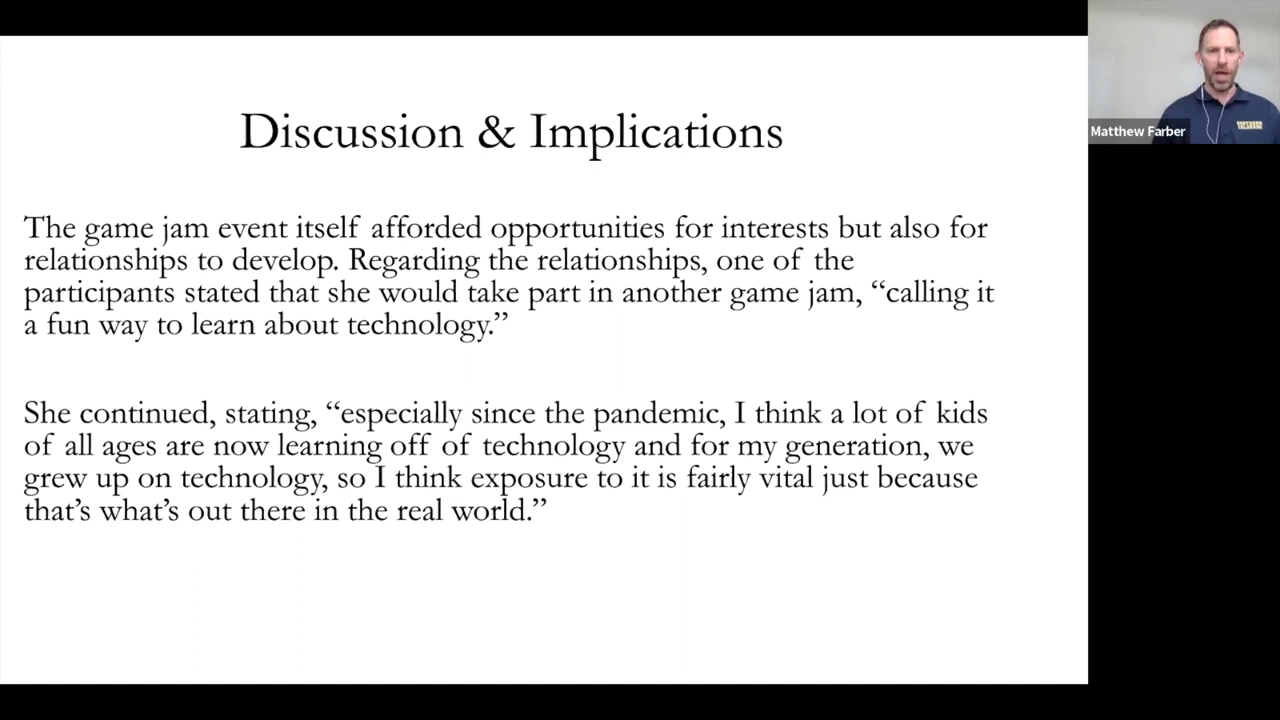 Discussion & Implications
The game jam event itself afforded opportunities for interests but also for
relationships to develop. Regarding the relationships, one of the
participants stated that she would take part in another game jam, “calling it
a fun way to learn about technology.”
She continued, stating, “especially since the pandemic, I think a lot of kids
of all ages are now learning off of technology and for my generation, we
grew up on technology, so I think exposure to it is fairly vital just because
that’s what’s out there in the real world.”
Matthew Farber